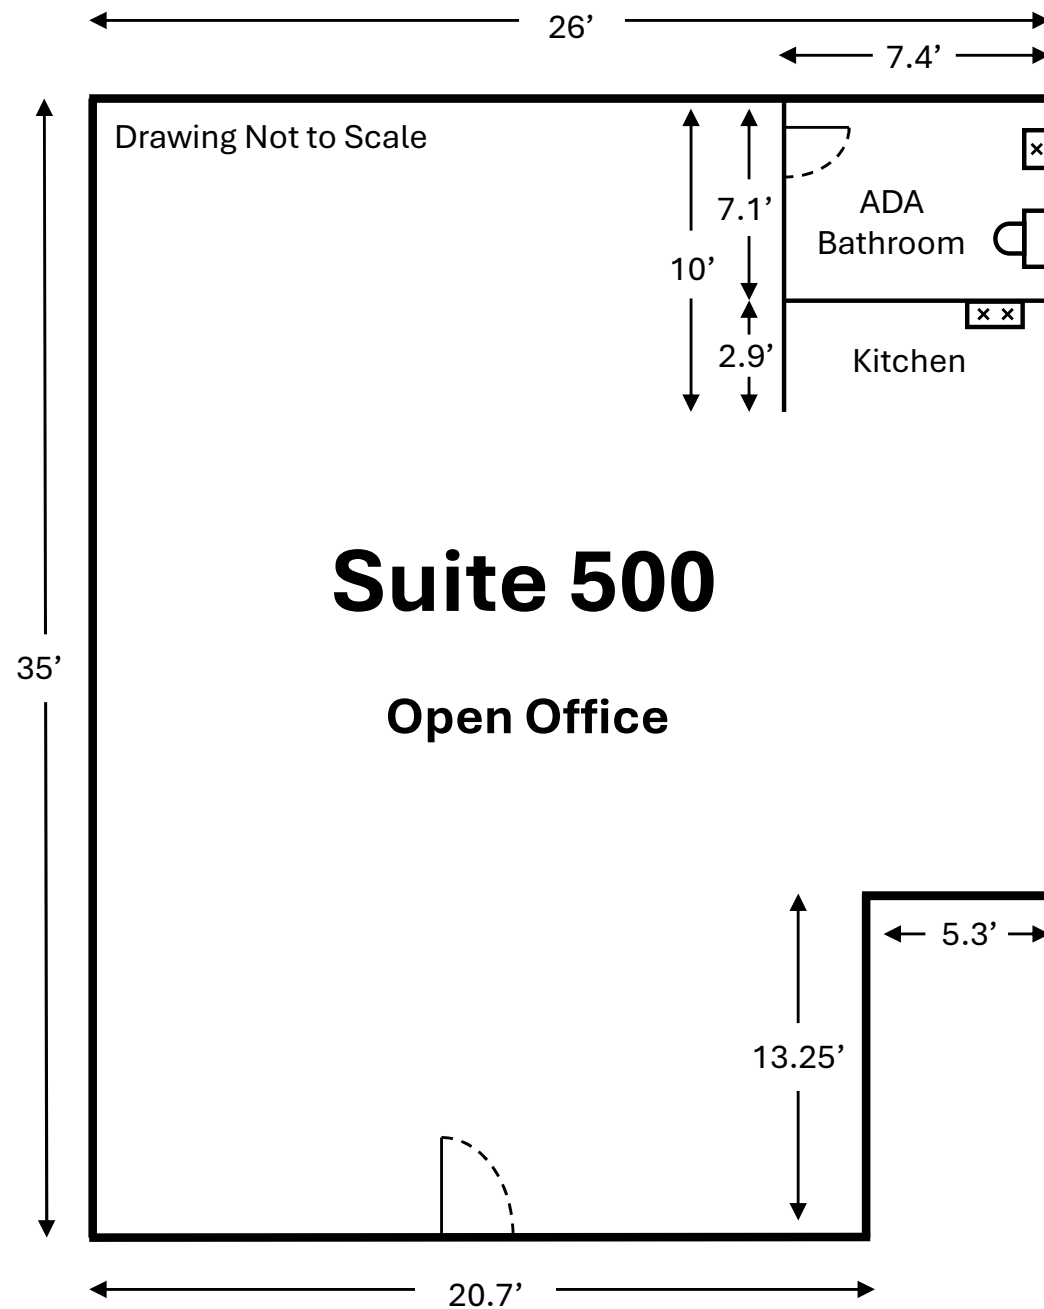 26’
7.4’
Drawing Not to Scale
7.1’
ADA
Bathroom
10’
× ×
2.9’
Kitchen
Suite 500
35’
Open Office
5.3’
13.25’
20.7’